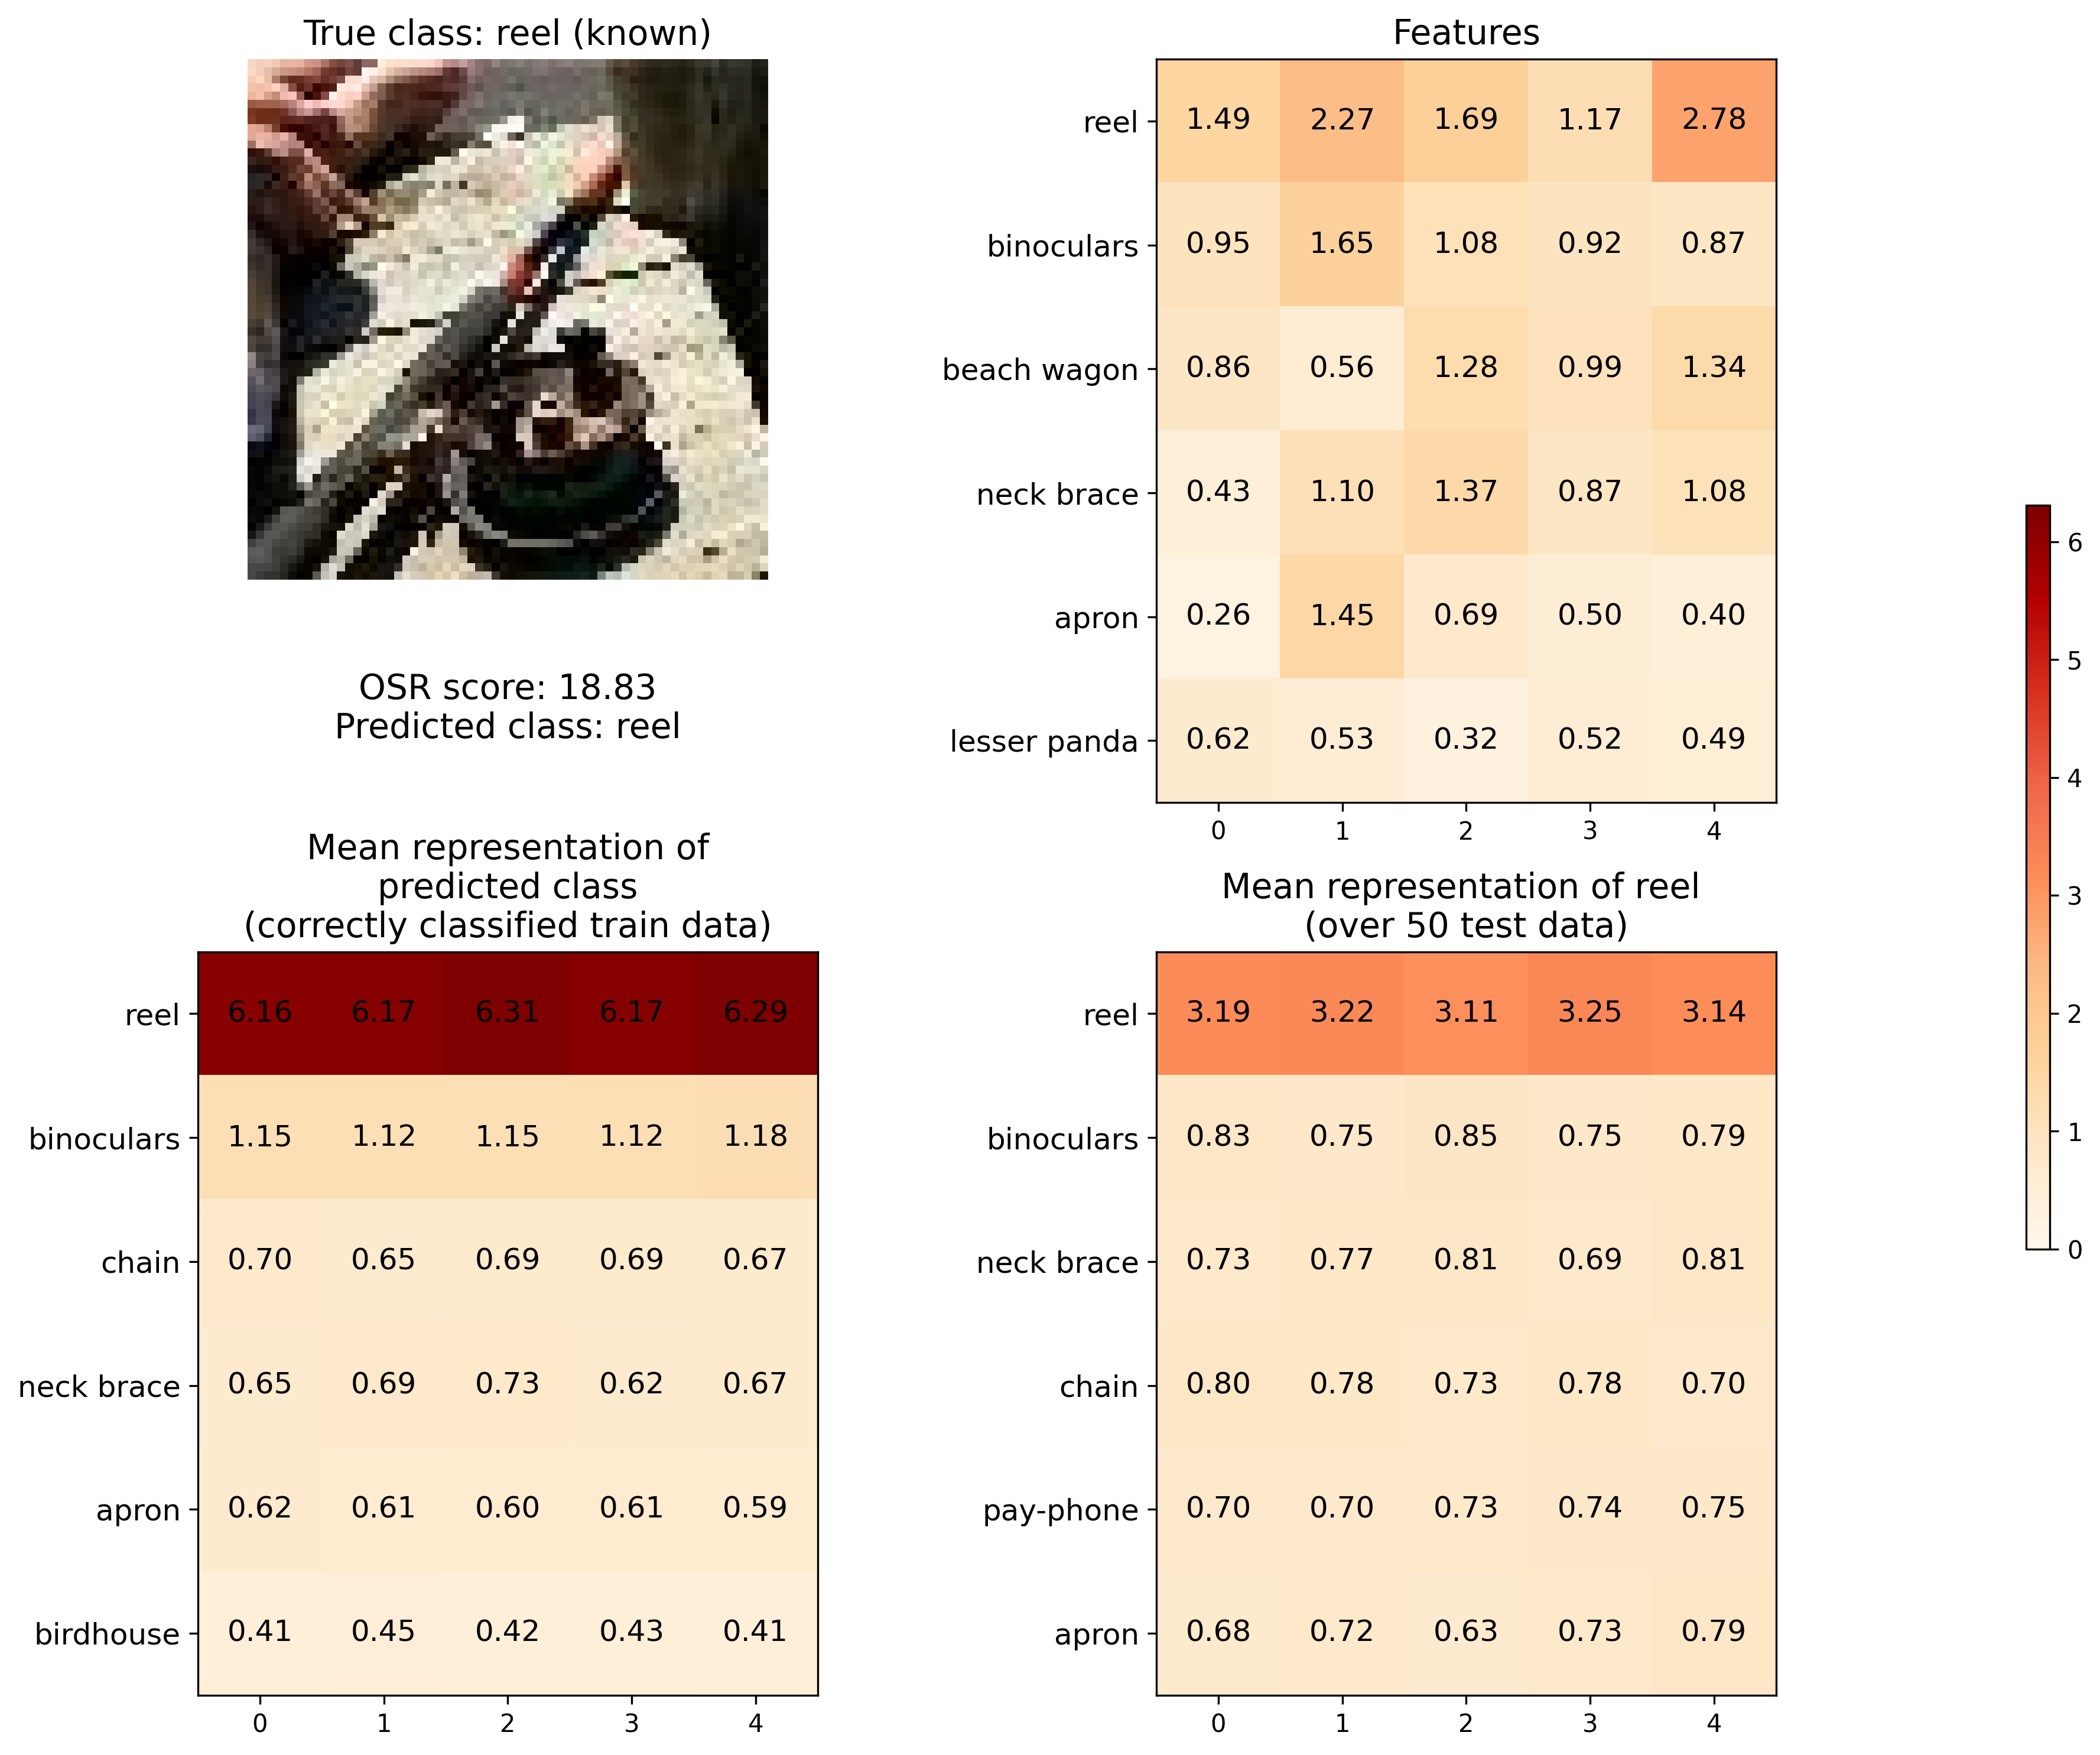 True class: reel (known)
OSR score: 18.83
Predicted class: reel
Features
reel 1.49 2.27 1.69 1.17 2.78
binoculars 0.95 1.65 1.08 0.92 0.87
beach wagon 0.86 0.56 1.28 0.99 1.34
neck brace 0.43 1.10 1.37 0.87 1.08
apron 0.26 1.45 0.69 0.50 0.40
lesser panda 0.62 0.53 0.32 0.52 0.49
0 1 2 3 4
Mean representation of
predicted class
(correctly classified train data)
reel 6.16 6.17 6.31 6.17 6.29
binoculars 1.15 1.12 1.15 1.12 1.18
chain 0.70 0.65 0.69 0.69 0.67
neck brace 0.65 0.69 0.73 0.62 0.67
apron 0.62 0.61 0.60 0.61 0.59
birdhouse 0.41 0.45 0.42 0.43 0.41
0 1 2 3 4
Mean representation of reel
(over 50 test data)
reel 3.19 3.22 3.11 3.25 3.14
binoculars 0.83 0.75 0.85 0.75 0.79
neck brace 0.73 0.77 0.81 0.69 0.81
chain 0.80 0.78 0.73 0.78 0.70
pay-phone 0.70 0.70 0.73 0.74 0.75
apron 0.68 0.72 0.63 0.73 0.79
0 1 2 3 4
6
5
4
3
2
1
0